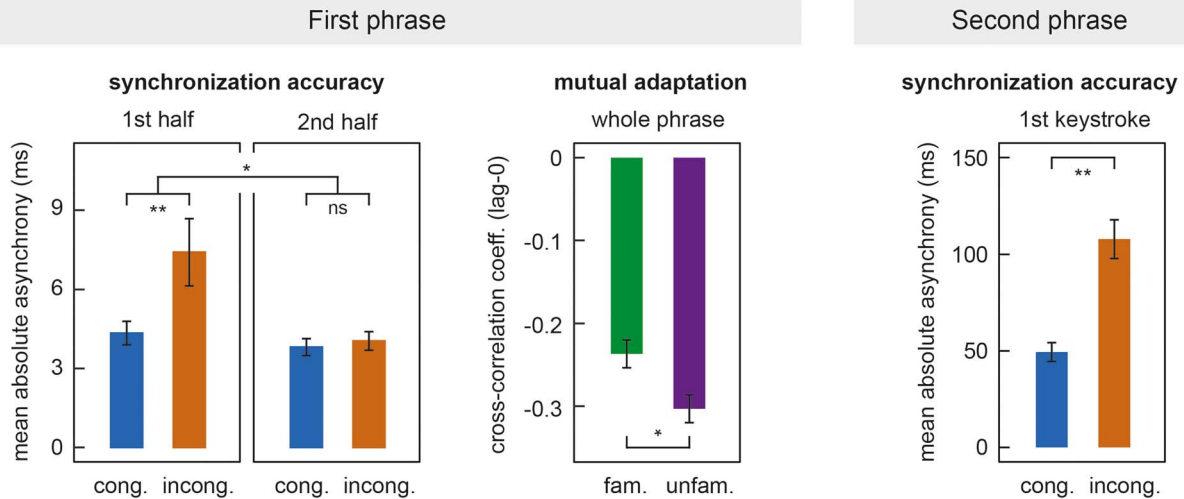 First phrase
synchronization accuracy
1st half
2nd half
mean absolute asynchrony (ms)
9
6
3
0
*
**
ns
cong. incong.
cong. incong.
mutual adaptation
whole phrase
cross-correlation coeff. (lag-0)
0
-0.1
-0.2
-0.3
*
fam. unfam.
Second phrase
synchronization accuracy
1st keystroke
mean absolute asynchrony (ms)
150
100
50
0
**
cong. incong.